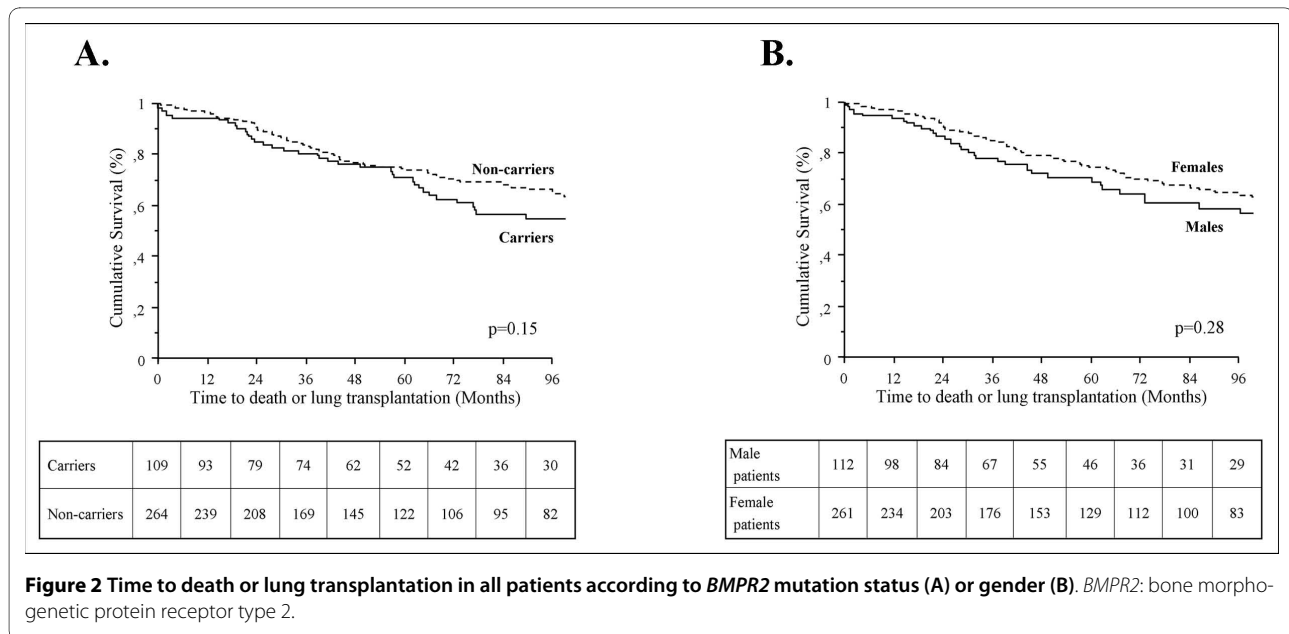 A.
1
,8
,6
,4
,2
0
Cumulative Survival (%)
Non-carriers
Carriers
p=0.15
0 12 24 36 48 60 72 84 96
Time to death or lung transplantation (Months)
Carriers 109 93 79 74 62 52 42 36 30
Non-carriers 264 239 208 169 145 122 106 95 82
B.
1
,8
,6
,4
,2
0
Cumulative Survival (%)
Females
Males
p=0.28
0 12 24 36 48 60 72 84 96
Time to death or lung transplantation (Months)
Male
patients 112 98 84 67 55 46 36 31 29
Female
patients 261 234 203 176 153 129 112 100 83
Figure 2 Time to death or lung transplantation in all patients according to BMPR2 mutation status (A) or gender (B). BMPR2: bone morpho-
genetic protein receptor type 2.